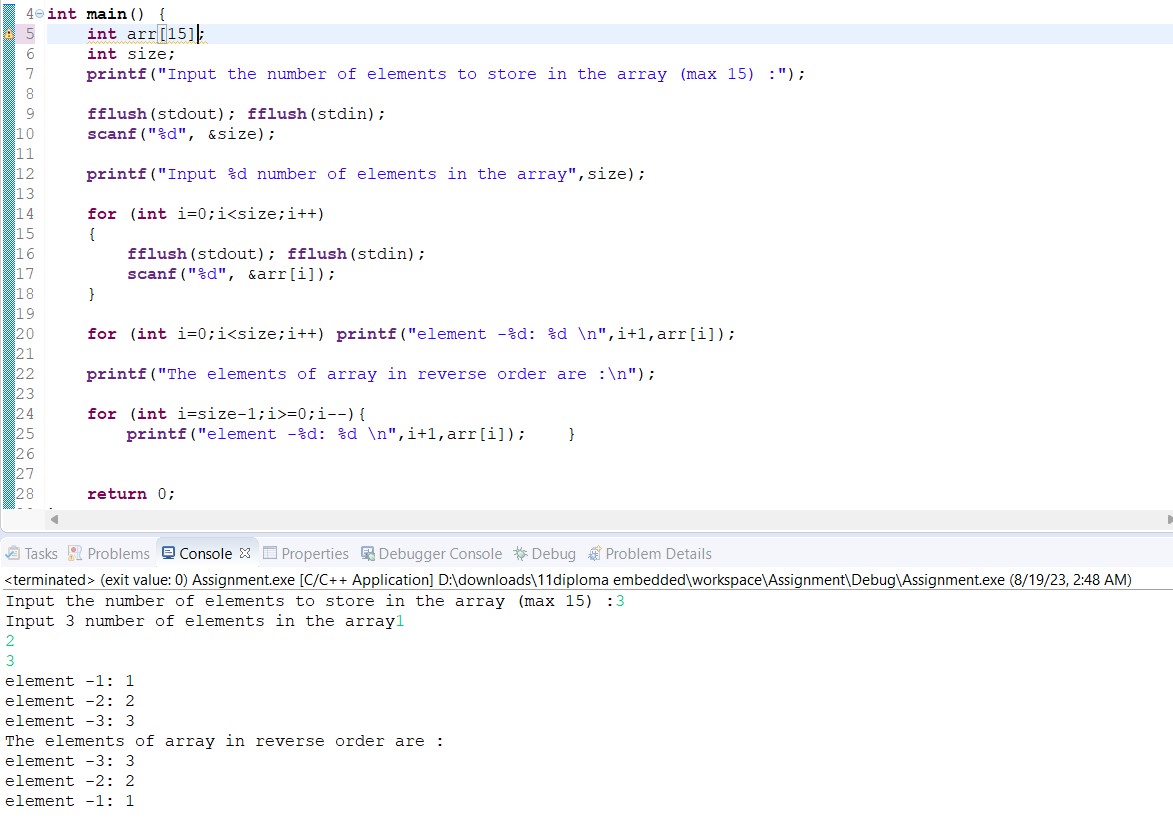 4 int main() {
5     int arr[15];
6     int size;
7     printf("Input the number of elements to store in the array (max 15) :");
8
9     fflush(stdout); fflush(stdin);
10     scanf("%d", &size);
11
12     printf("Input %d number of elements in the array",size);
13
14     for (int i=0;i<size;i++)
15     {
16         fflush(stdout); fflush(stdin);
17         scanf("%d", &arr[i]);
18     }
19
20     for (int i=0;i<size;i++) printf("element -%d: %d \n",i+1,arr[i]);
21
22     printf("The elements of array in reverse order are :\n");
23
24     for (int i=size-1;i>=0;i--){
25         printf("element -%d: %d \n",i+1,arr[i]);    }
26
27
28     return 0;
Tasks Problems Console Properties Debugger Console Debug Problem Details
<terminated> (exit value: 0) Assignment.exe [C/C++ Application] D:\downloads\11diploma embedded\workspace\Assignment\Debug\Assignment.exe (8/19/23, 2:48 AM)
Input the number of elements to store in the array (max 15) :3
Input 3 number of elements in the array1
2
3
element -1: 1
element -2: 2
element -3: 3
The elements of array in reverse order are :
element -3: 3
element -2: 2
element -1: 1